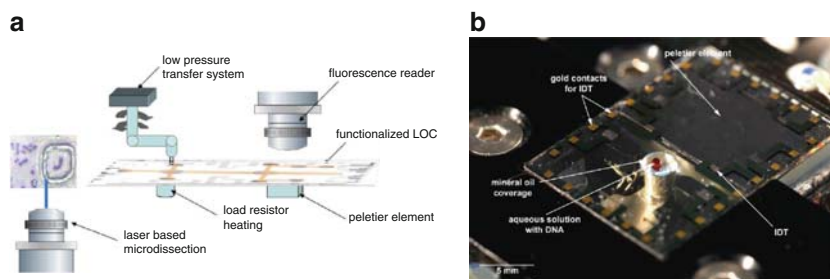 a
low pressure
transfer system
fluorescence reader
functionalized LOC
load resistor
heating
peletier element
laser based
microdissection
b
peletier element
gold contacts
for IDT
mineral oil
coverage
aqueous solution
with DNA
IDT
5 mm